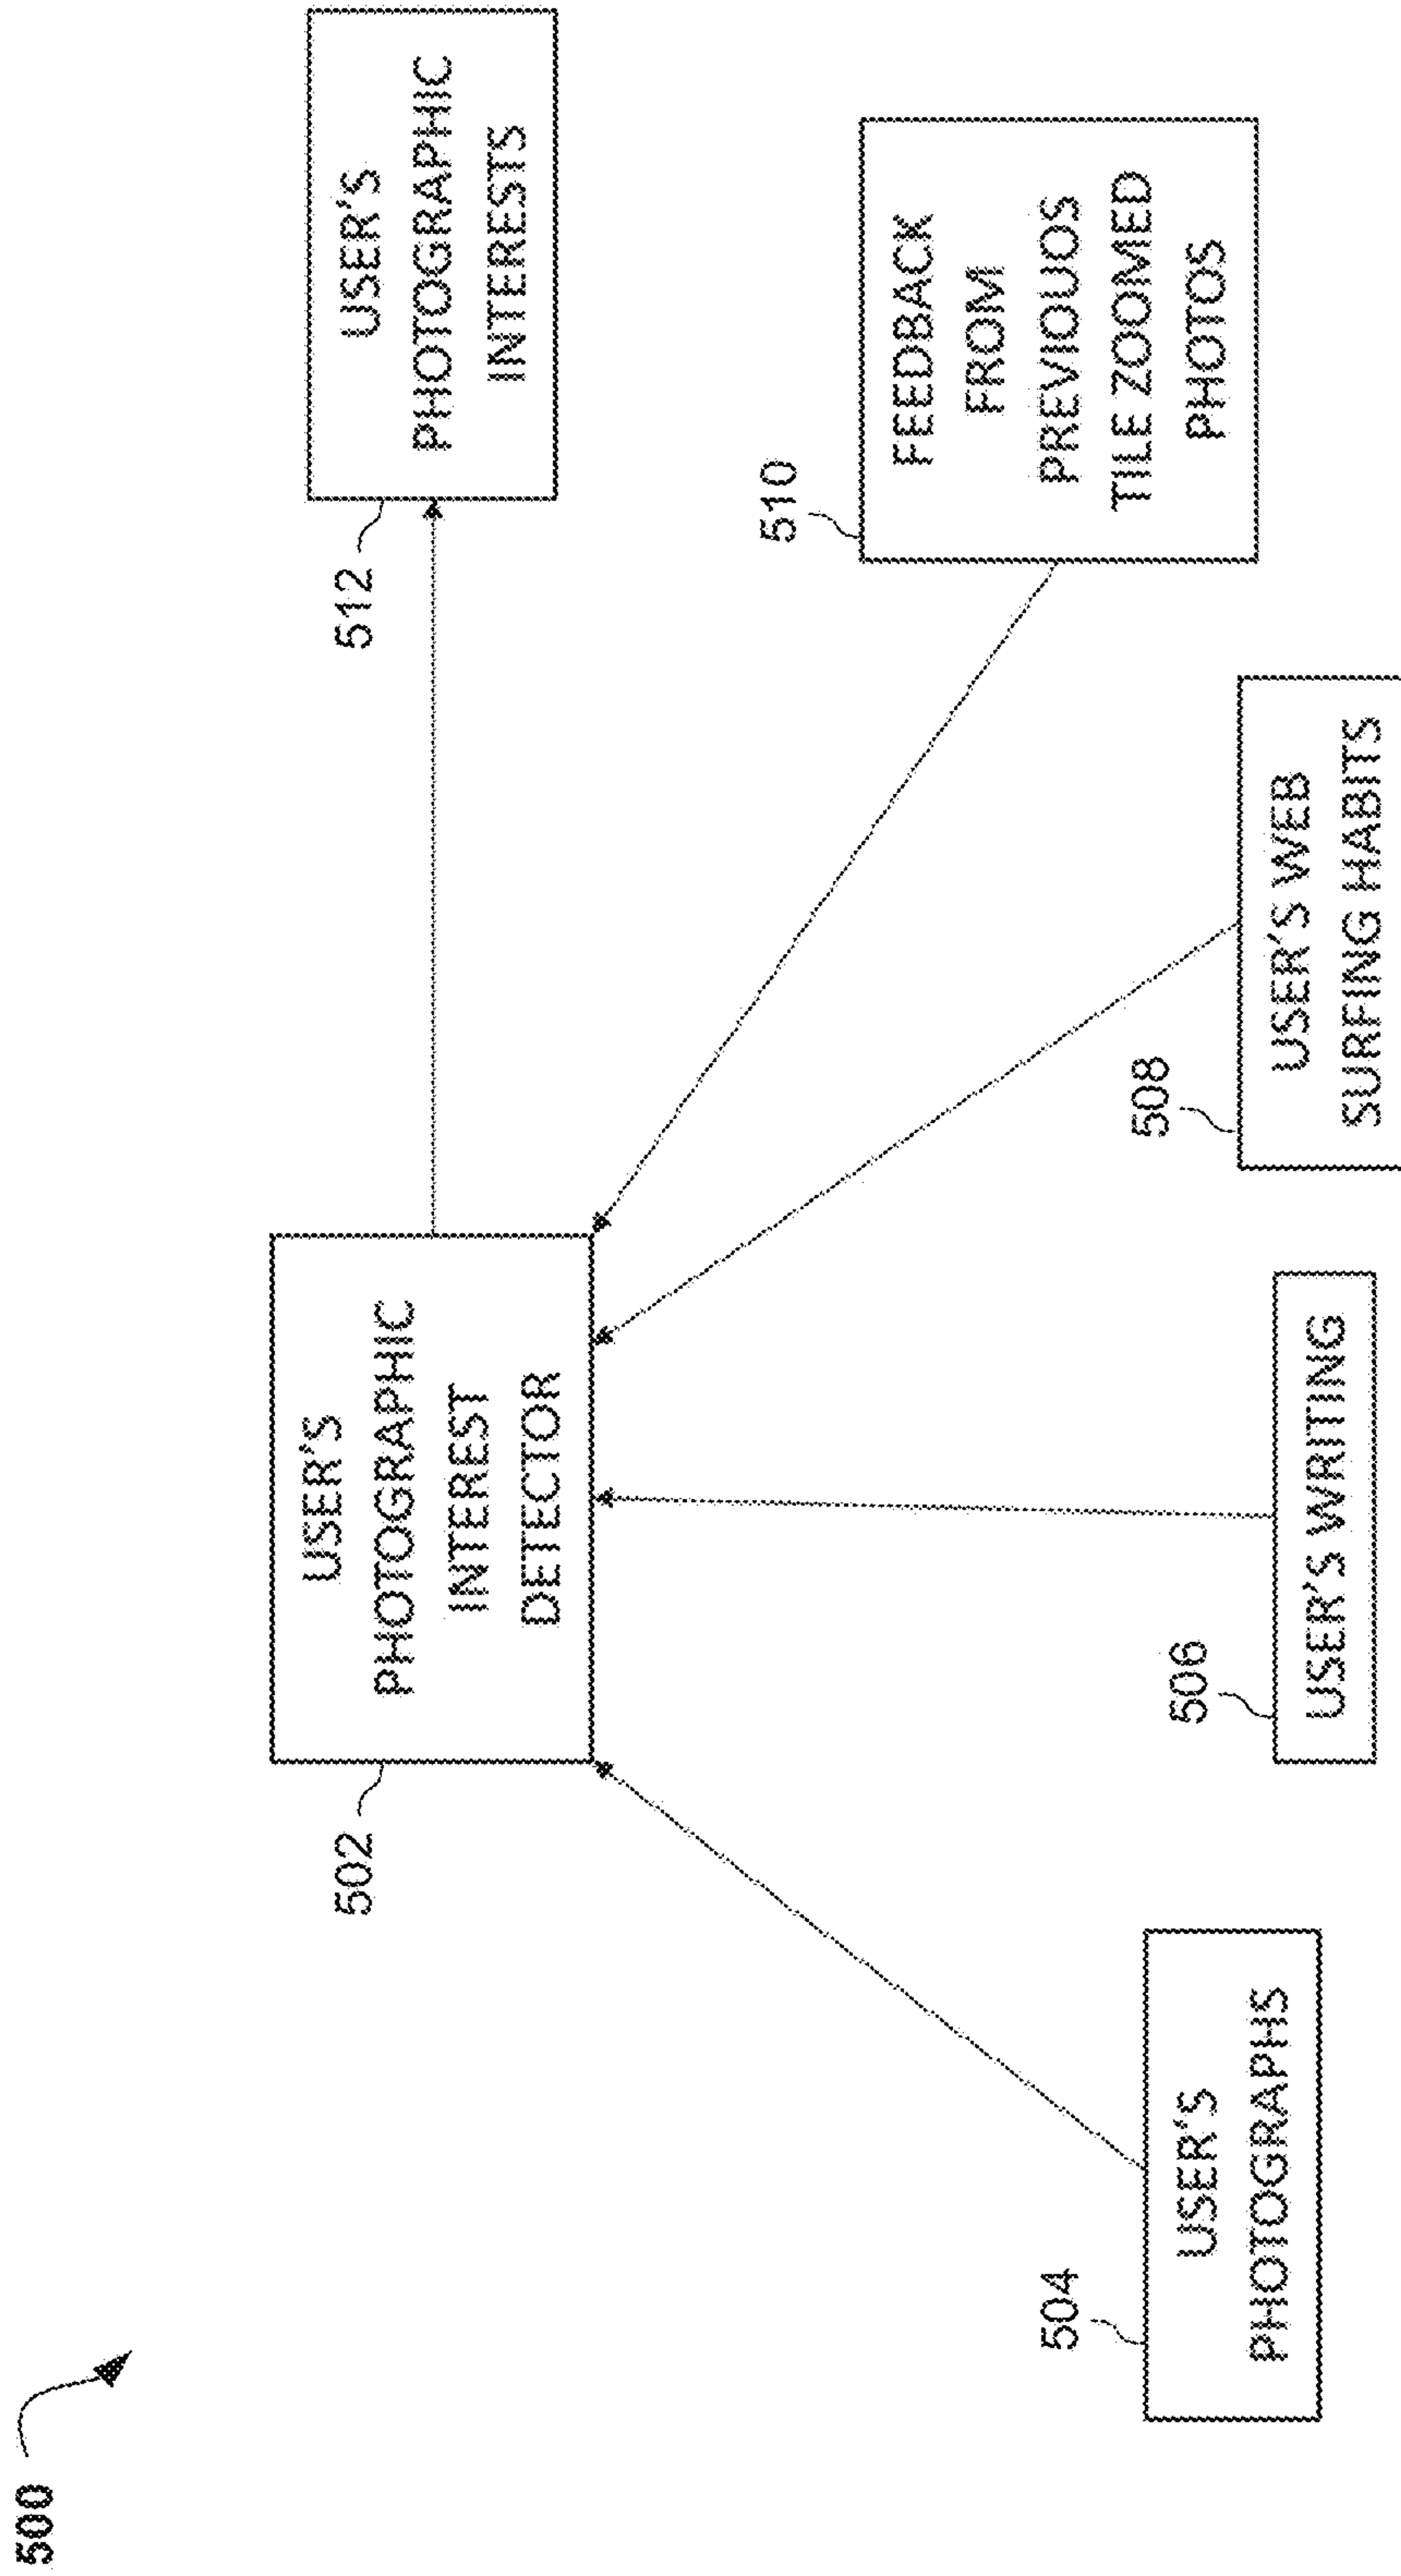 500
502
USER'S
PHOTOGRAPHIC
INTEREST
DETECTOR
512
USER'S
PHOTOGRAPHIC
INTERESTS
504
USER'S
PHOTOGRAPHS
506
USER'S WRITING
508
USER'S WEB
SURFING HABITS
510
FEEDBACK
FROM
PREVIOUOS
TILE ZOOMED
PHOTOS